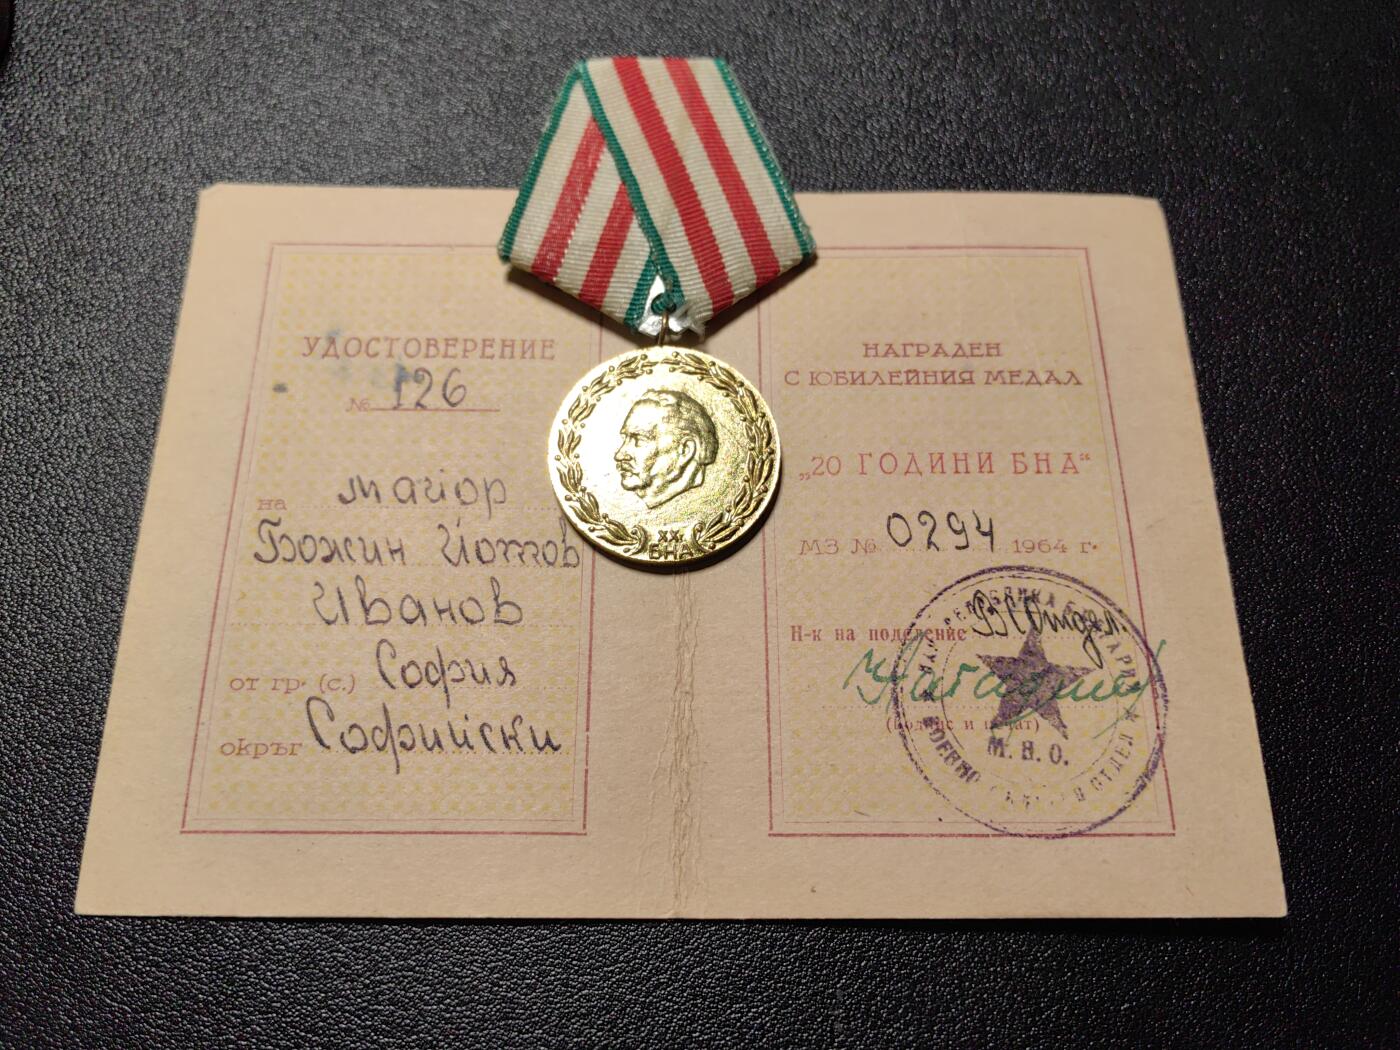 УДОСТОВЕРЕНИЕ
№ 126
на майор
Божин Йотов
Иванов
от гр. (с.) София
окръг Софийски
XX г.
БНА
НАГРАДЕН
С ЮБИЛЕЙНИЯ МЕДАЛ
„20 ГОДИНИ БНА“
МЗ № 0294 1964 г.
Н-к на поделение ВСОтдел
(подпис и печат)
М. Н. О.